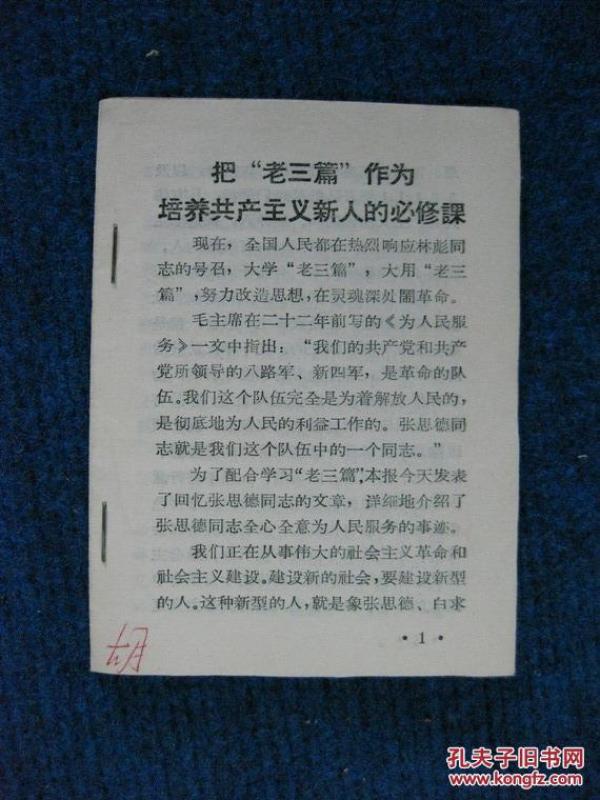 把“老三篇”作为
培养共产主义新人的必修課
现在，全国人民都在热烈响应林彪同
志的号召，大学“老三篇”，大用“老三
篇”，努力改造思想，在灵魂深处闹革命。
毛主席在二十二年前写的《为人民服
务》一文中指出：“我们的共产党和共产
党所领导的八路军、新四军，是革命的队
伍。我们这个队伍完全是为着解放人民的，
是彻底地为人民的利益工作的。张思德同
志就是我们这个队伍中的一个同志。”
为了配合学习“老三篇”，本报今天发表
了回忆张思德同志的文章，详细地介绍了
张思德同志全心全意为人民服务的事迹。
我们正在从事伟大的社会主义革命和
社会主义建设。建设新的社会，要建设新型
的人。这种新型的人，就是象张思德、白求
·1·
孔夫子旧书网
www.kongfz.com